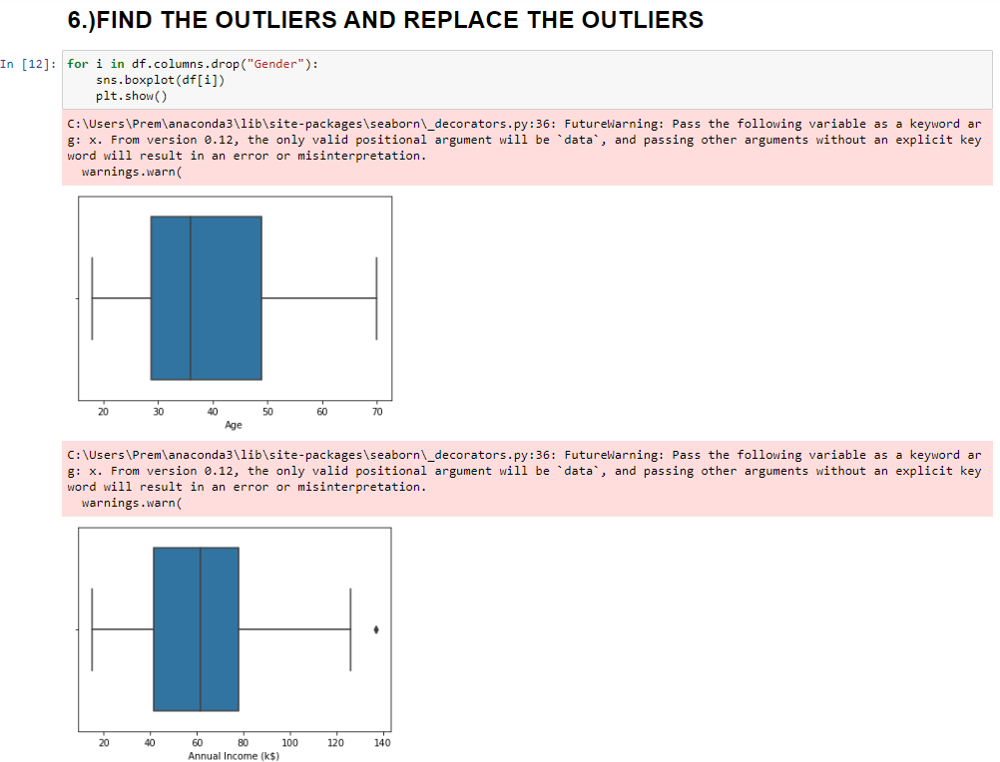 6.)FIND THE OUTLIERS AND REPLACE THE OUTLIERS
In [12]: for i in df.columns.drop("Gender"):
sns.boxplot(df[i])
plt.show()
C:\Users\Prem\anaconda3\lib\site-packages\seaborn\_decorators.py:36: FutureWarning: Pass the following variable as a keyword ar
g: x. From version 0.12, the only valid positional argument will be `data`, and passing other arguments without an explicit key
word will result in an error or misinterpretation.
warnings.warn(
20 30 40 50 60 70
Age
C:\Users\Prem\anaconda3\lib\site-packages\seaborn\_decorators.py:36: FutureWarning: Pass the following variable as a keyword ar
g: x. From version 0.12, the only valid positional argument will be `data`, and passing other arguments without an explicit key
word will result in an error or misinterpretation.
warnings.warn(
20 40 60 80 100 120 140
Annual Income (k$)